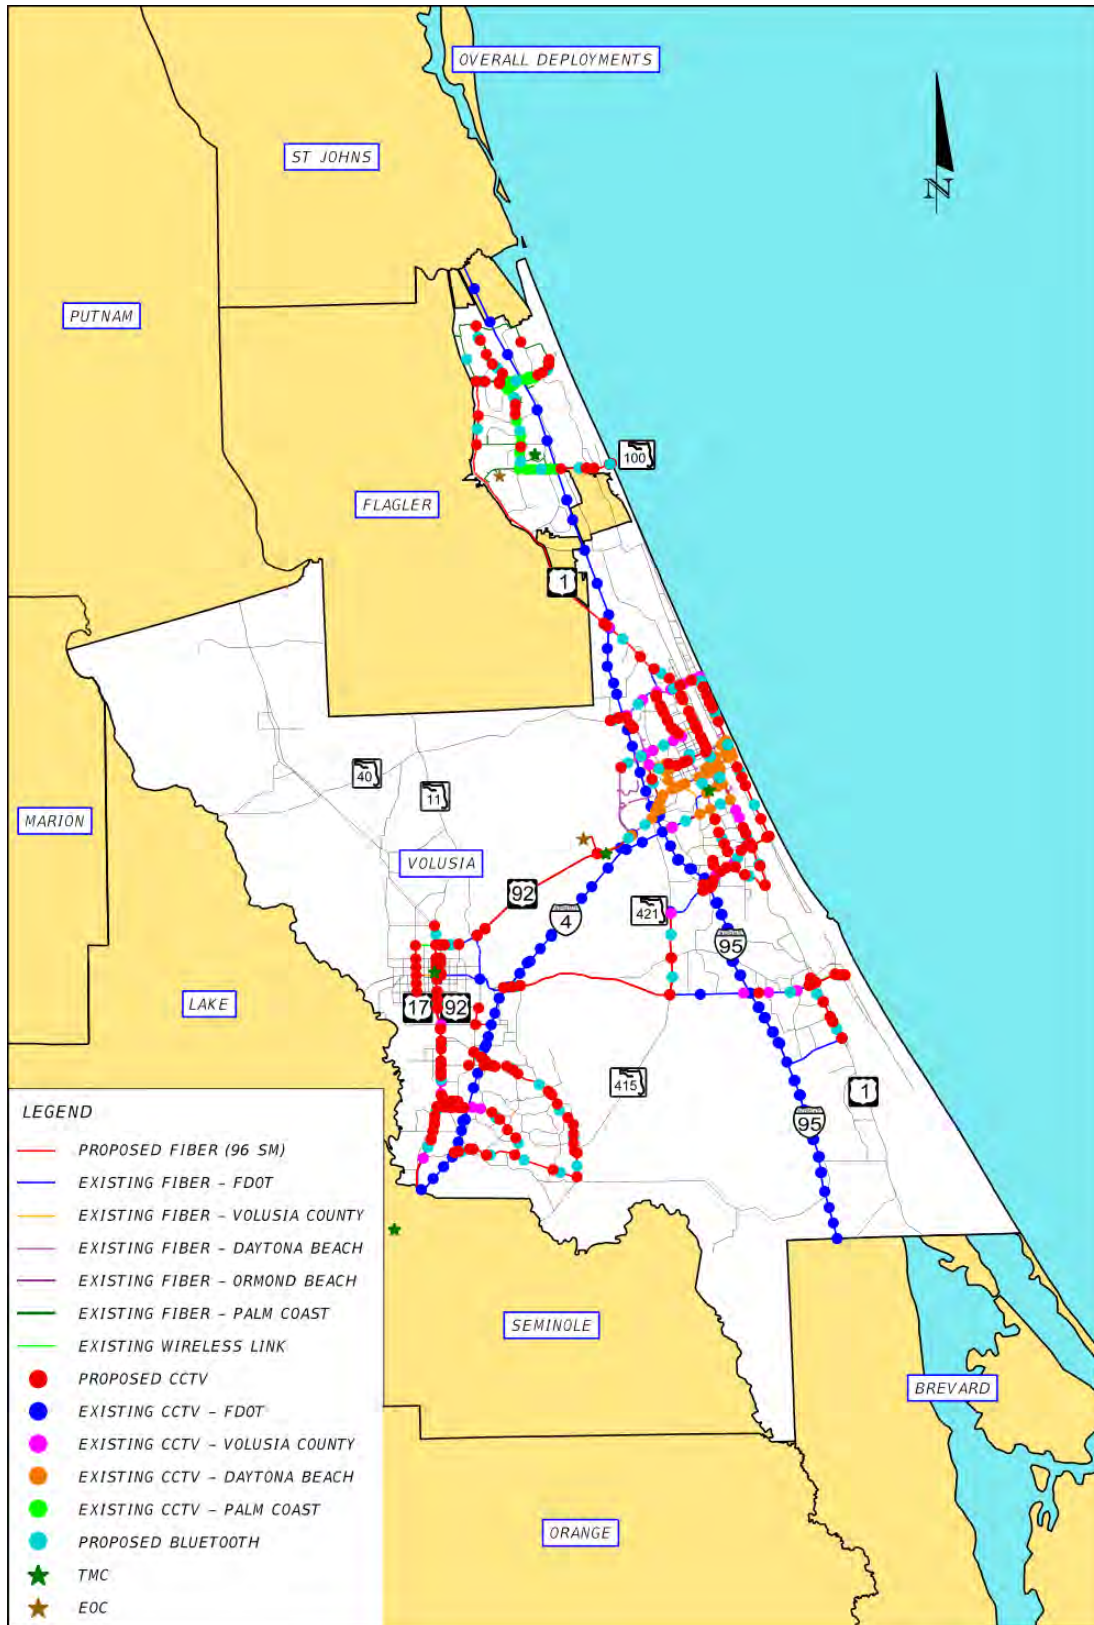 OVERALL DEPLOYMENTS
ST JOHNS
N
PUTNAM
100
FLAGLER
1
40
11
MARION
VOLUSIA
92
421
4
95
LAKE
17
92
415
1
95
LEGEND
PROPOSED FIBER (96 SM)
EXISTING FIBER - FDOT
EXISTING FIBER - VOLUSIA COUNTY
EXISTING FIBER - DAYTONA BEACH
EXISTING FIBER - ORMOND BEACH
EXISTING FIBER - PALM COAST
EXISTING WIRELESS LINK
PROPOSED CCTV
EXISTING CCTV - FDOT
EXISTING CCTV - VOLUSIA COUNTY
EXISTING CCTV - DAYTONA BEACH
EXISTING CCTV - PALM COAST
PROPOSED BLUETOOTH
TMC
EOC
SEMINOLE
BREVARD
ORANGE